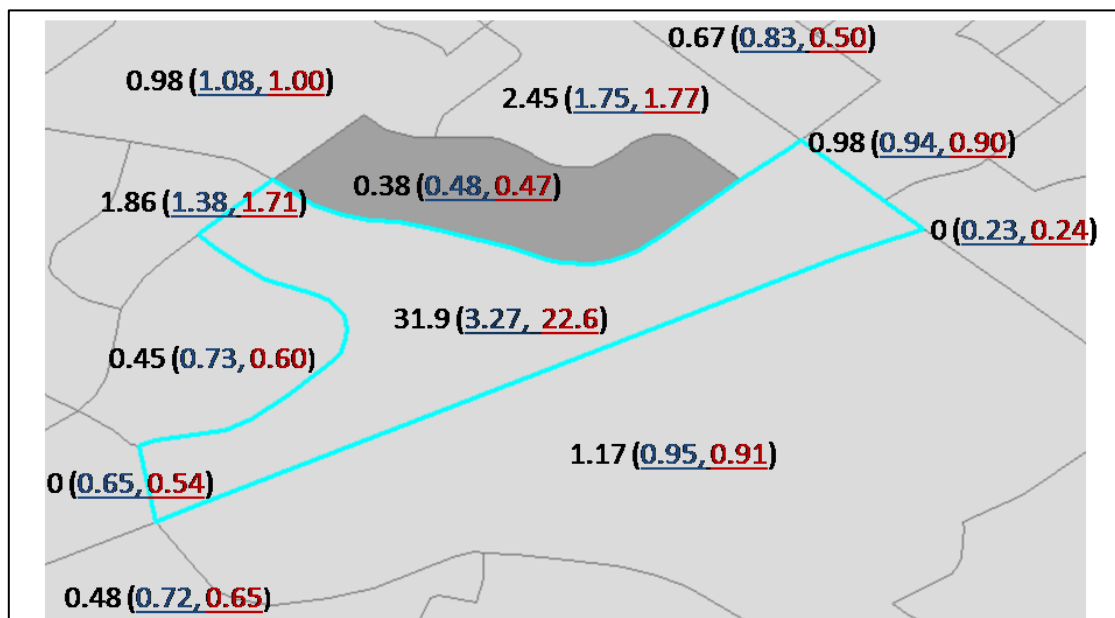 0.67 (0.83, 0.50)
0.98 (1.08, 1.00)
2.45 (1.75, 1.77)
0.98 (0.94, 0.90)
0.38 (0.48, 0.47)
1.86 (1.38, 1.71)
0 (0.23, 0.24)
31.9 (3.27, 22.6)
0.45 (0.73, 0.60)
1.17 (0.95, 0.91)
0 (0.65, 0.54)
0.48 (0.72, 0.65)